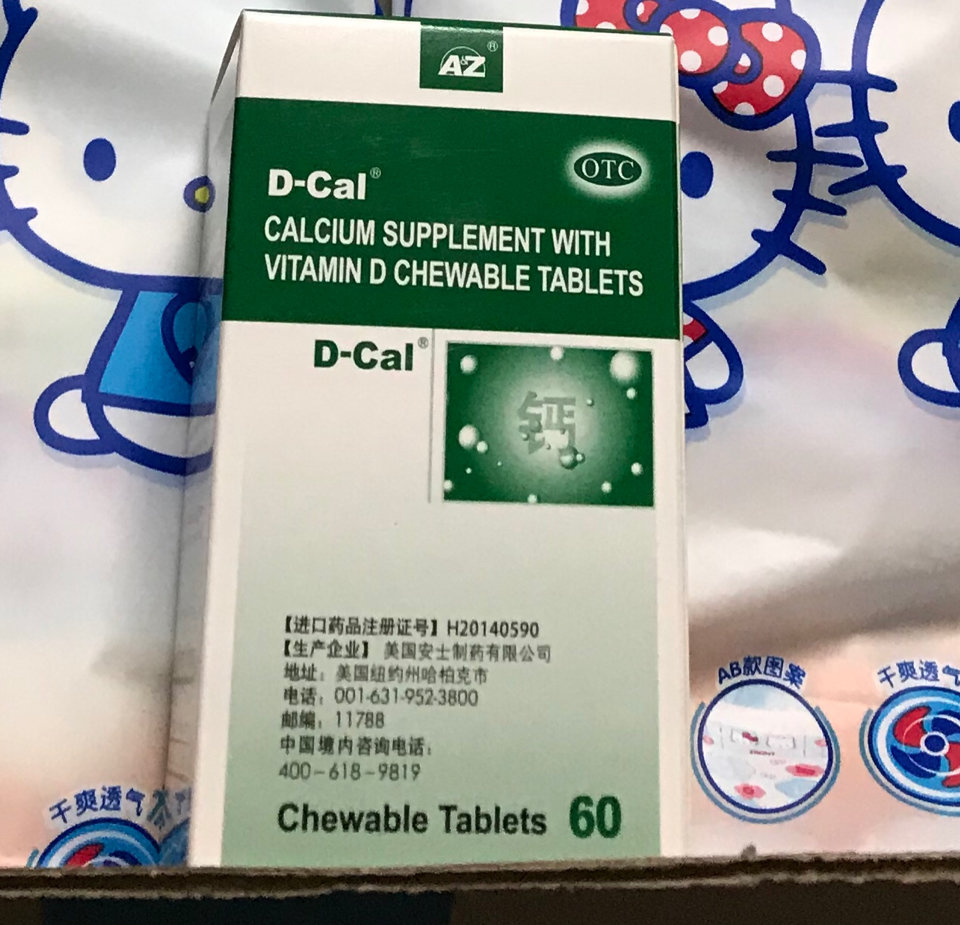 A&Z®
OTC
D-Cal®
CALCIUM SUPPLEMENT WITH
VITAMIN D CHEWABLE TABLETS
D-Cal®
钙
【进口药品注册证号】H20140590
【生产企业】 美国安士制药有限公司
地址：美国纽约州哈柏克市
电话：001-631-952-3800
邮编：11788
中国境内咨询电话：
400-618-9819
Chewable Tablets 60
AB款图案
干爽透气
干爽透气